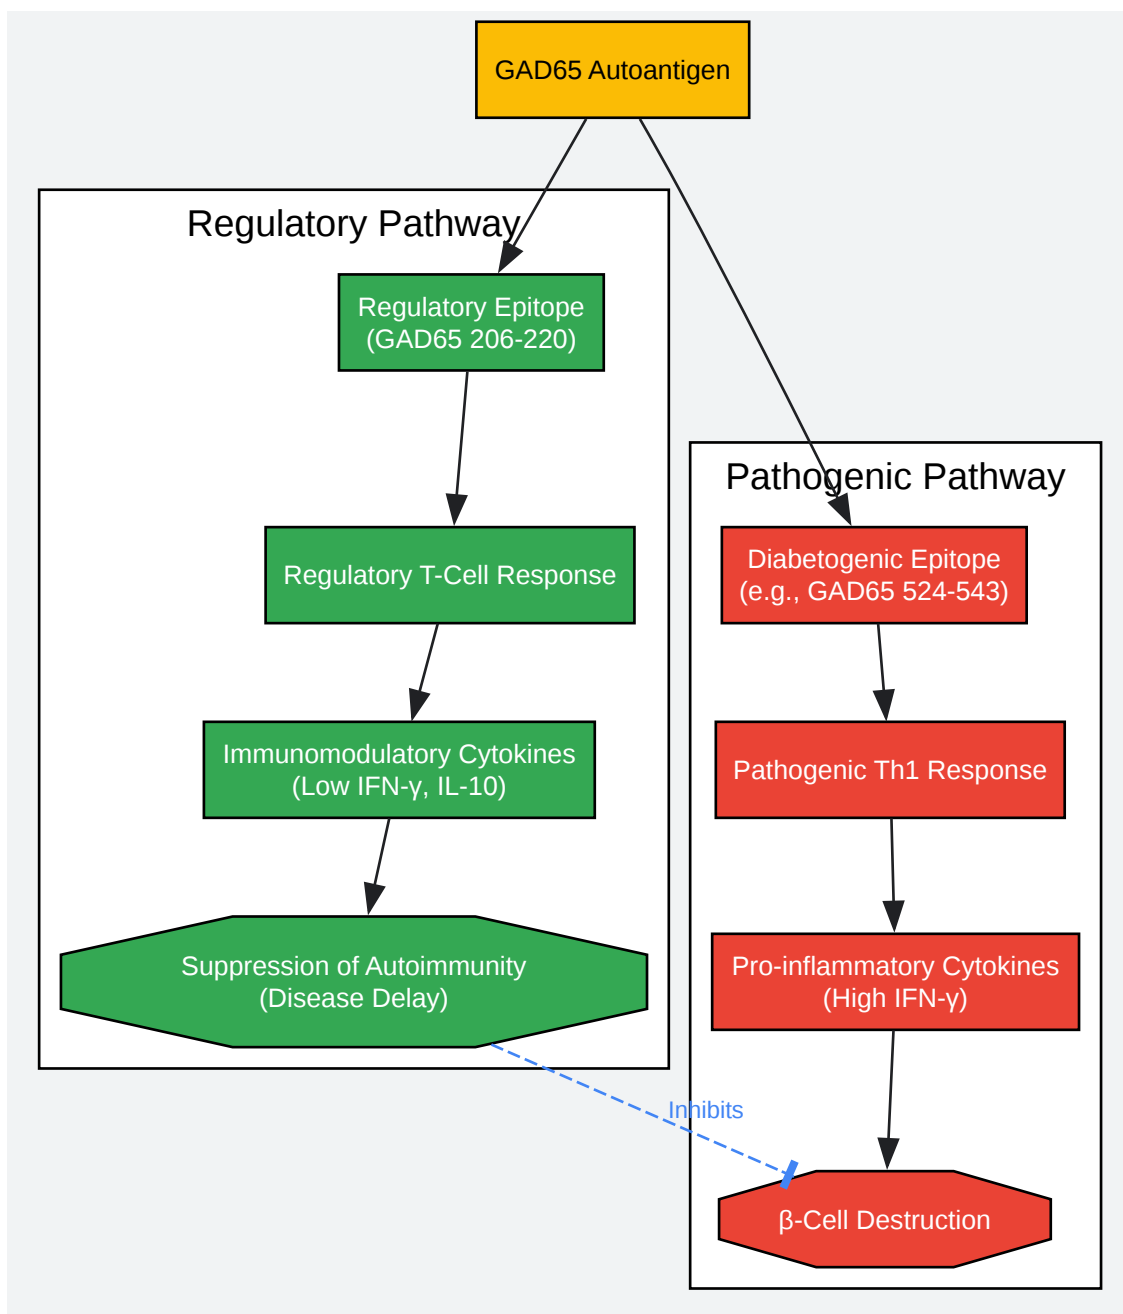 GAD65 Autoantigen
Regulatory Pathway
Regulatory Epitope
(GAD65 206-220)
Regulatory T-Cell Response
Immunomodulatory Cytokines
(Low IFN-γ, IL-10)
Suppression of Autoimmunity
(Disease Delay)
Inhibits
Pathogenic Pathway
Diabetogenic Epitope
(e.g., GAD65 524-543)
Pathogenic Th1 Response
Pro-inflammatory Cytokines
(High IFN-γ)
β-Cell Destruction